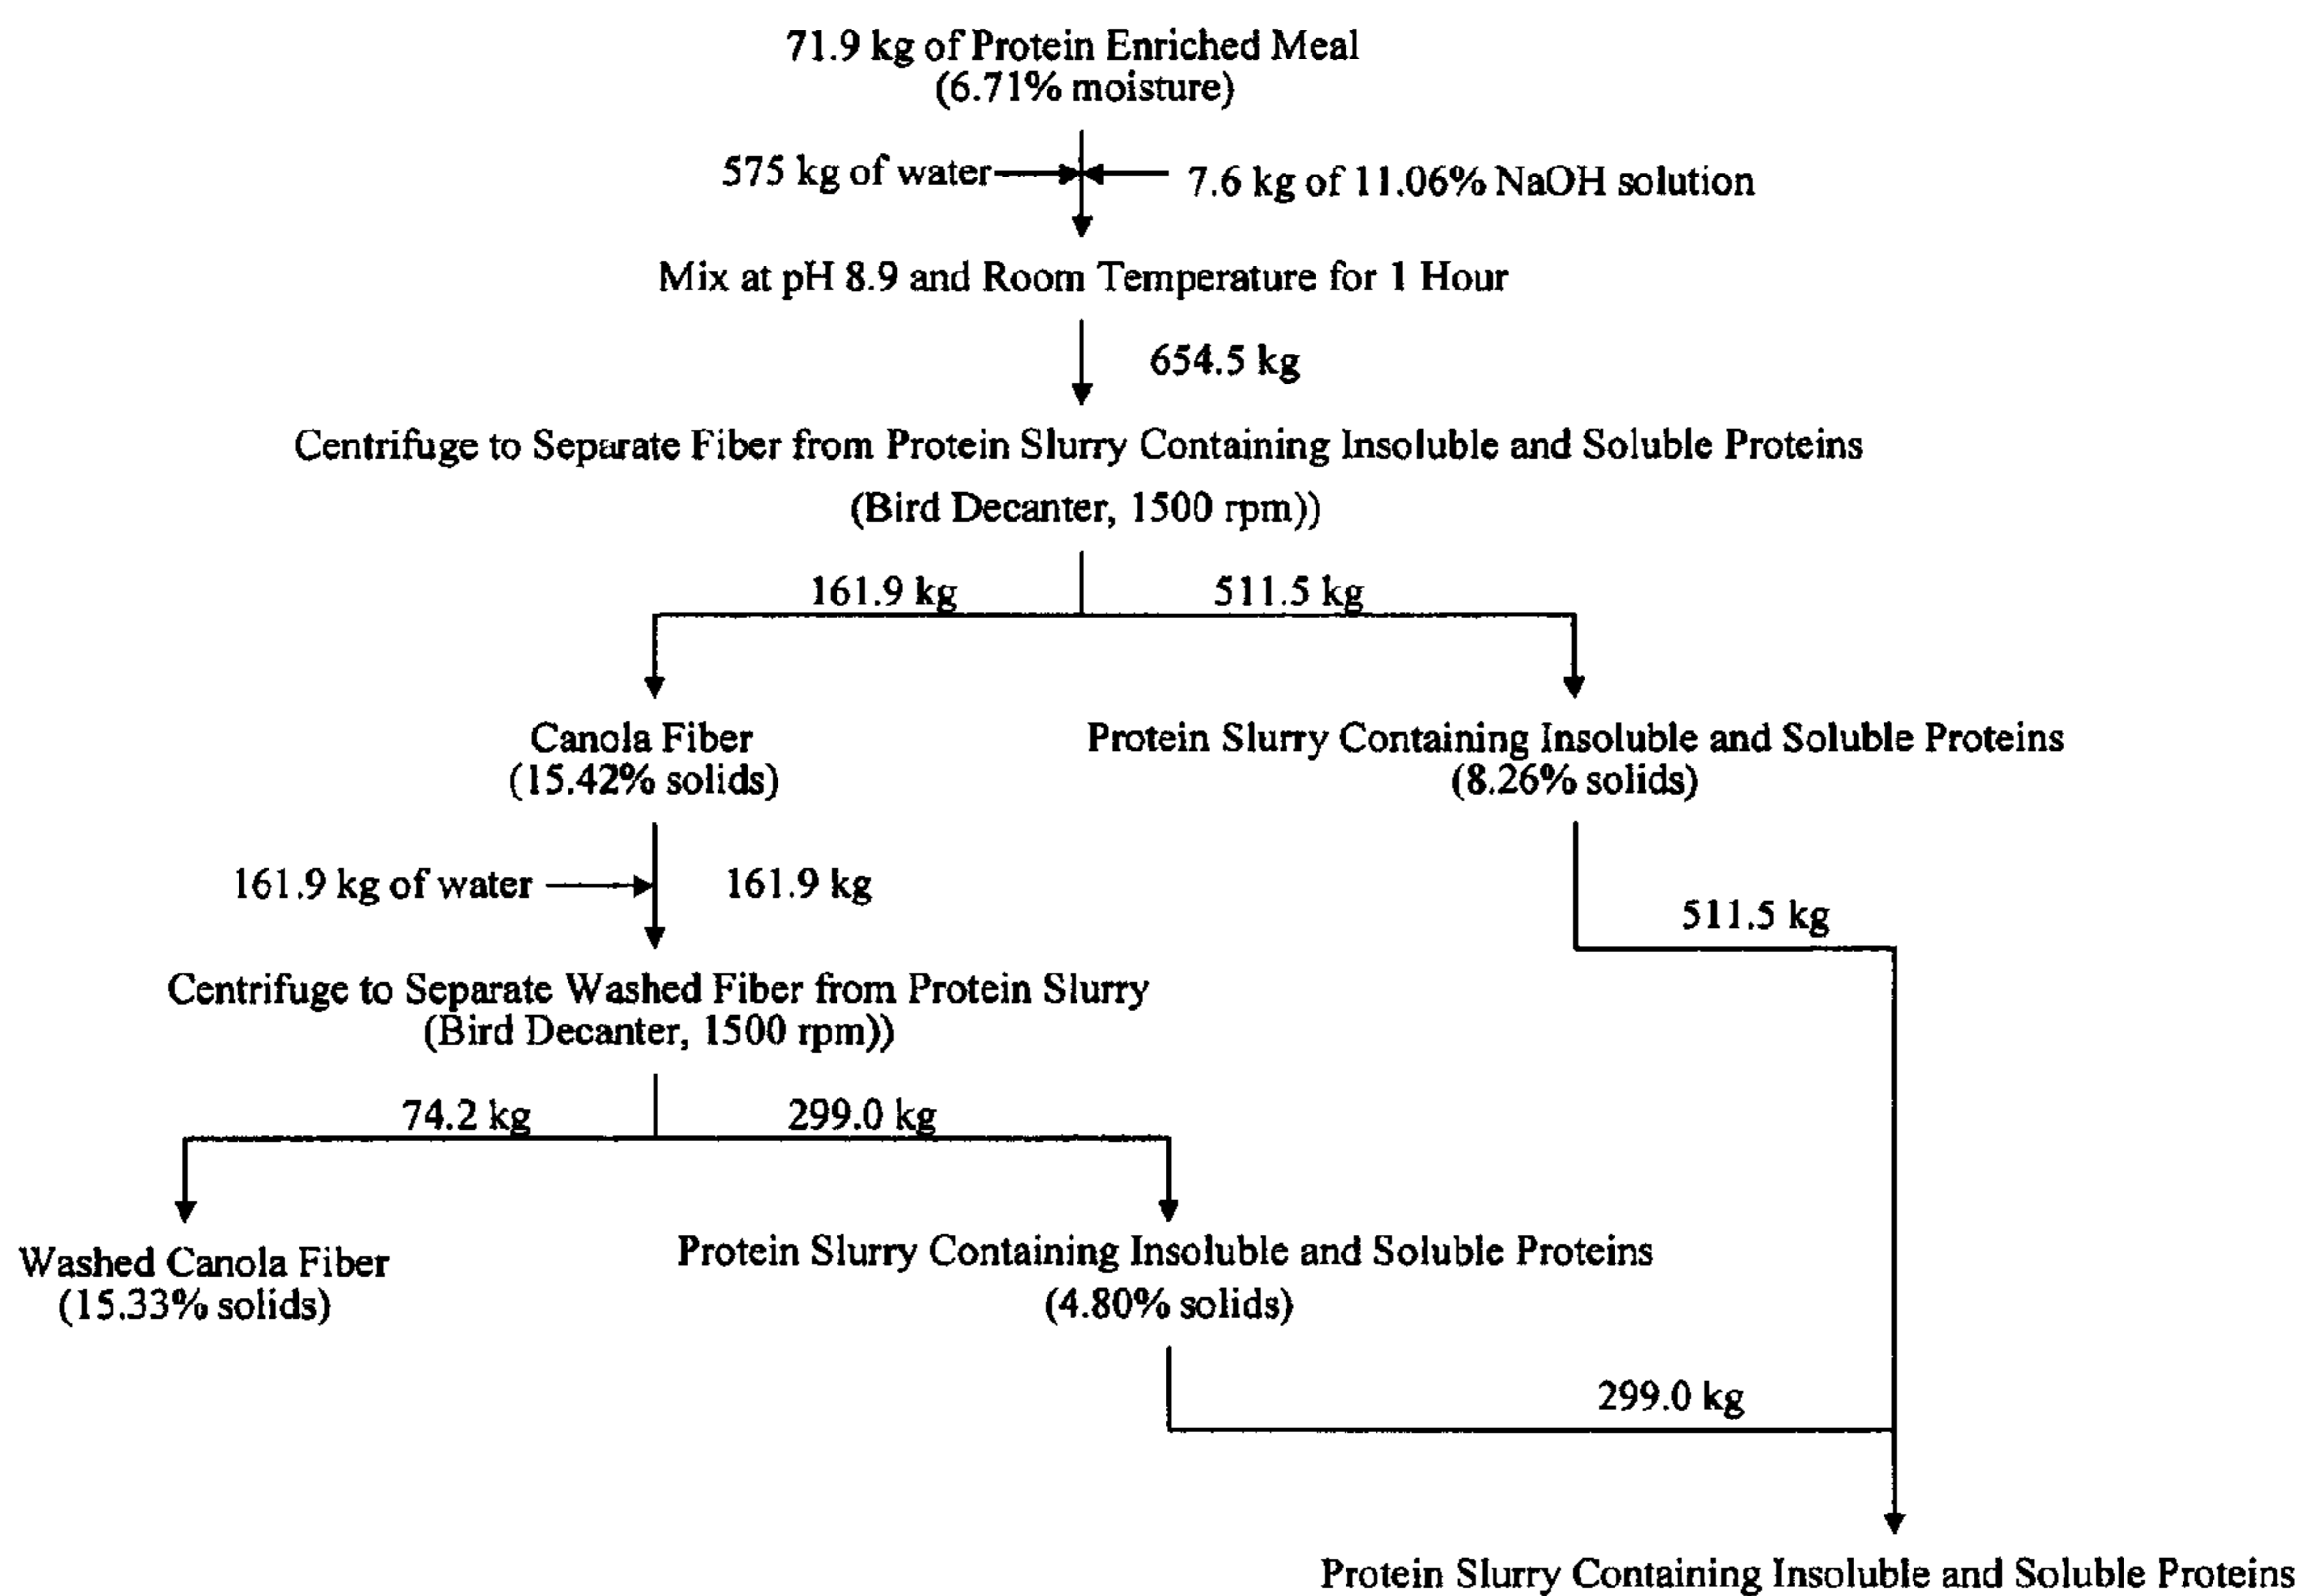 71.9 kg of Protein Enriched Meal
(6.71% moisture)
575 kg of water
7.6 kg of 11.06% NaOH solution
Mix at pH 8.9 and Room Temperature for 1 Hour
654.5 kg
Centrifuge to Separate Fiber from Protein Slurry Containing Insoluble and Soluble Proteins
(Bird Decanter, 1500 rpm))
161.9 kg
511.5 kg
Canola Fiber
(15.42% solids)
Protein Slurry Containing Insoluble and Soluble Proteins
(8.26% solids)
161.9 kg of water
161.9 kg
511.5 kg
Centrifuge to Separate Washed Fiber from Protein Slurry
(Bird Decanter, 1500 rpm))
74.2 kg
299.0 kg
Washed Canola Fiber
(15.33% solids)
Protein Slurry Containing Insoluble and Soluble Proteins
(4.80% solids)
299.0 kg
Protein Slurry Containing Insoluble and Soluble Proteins